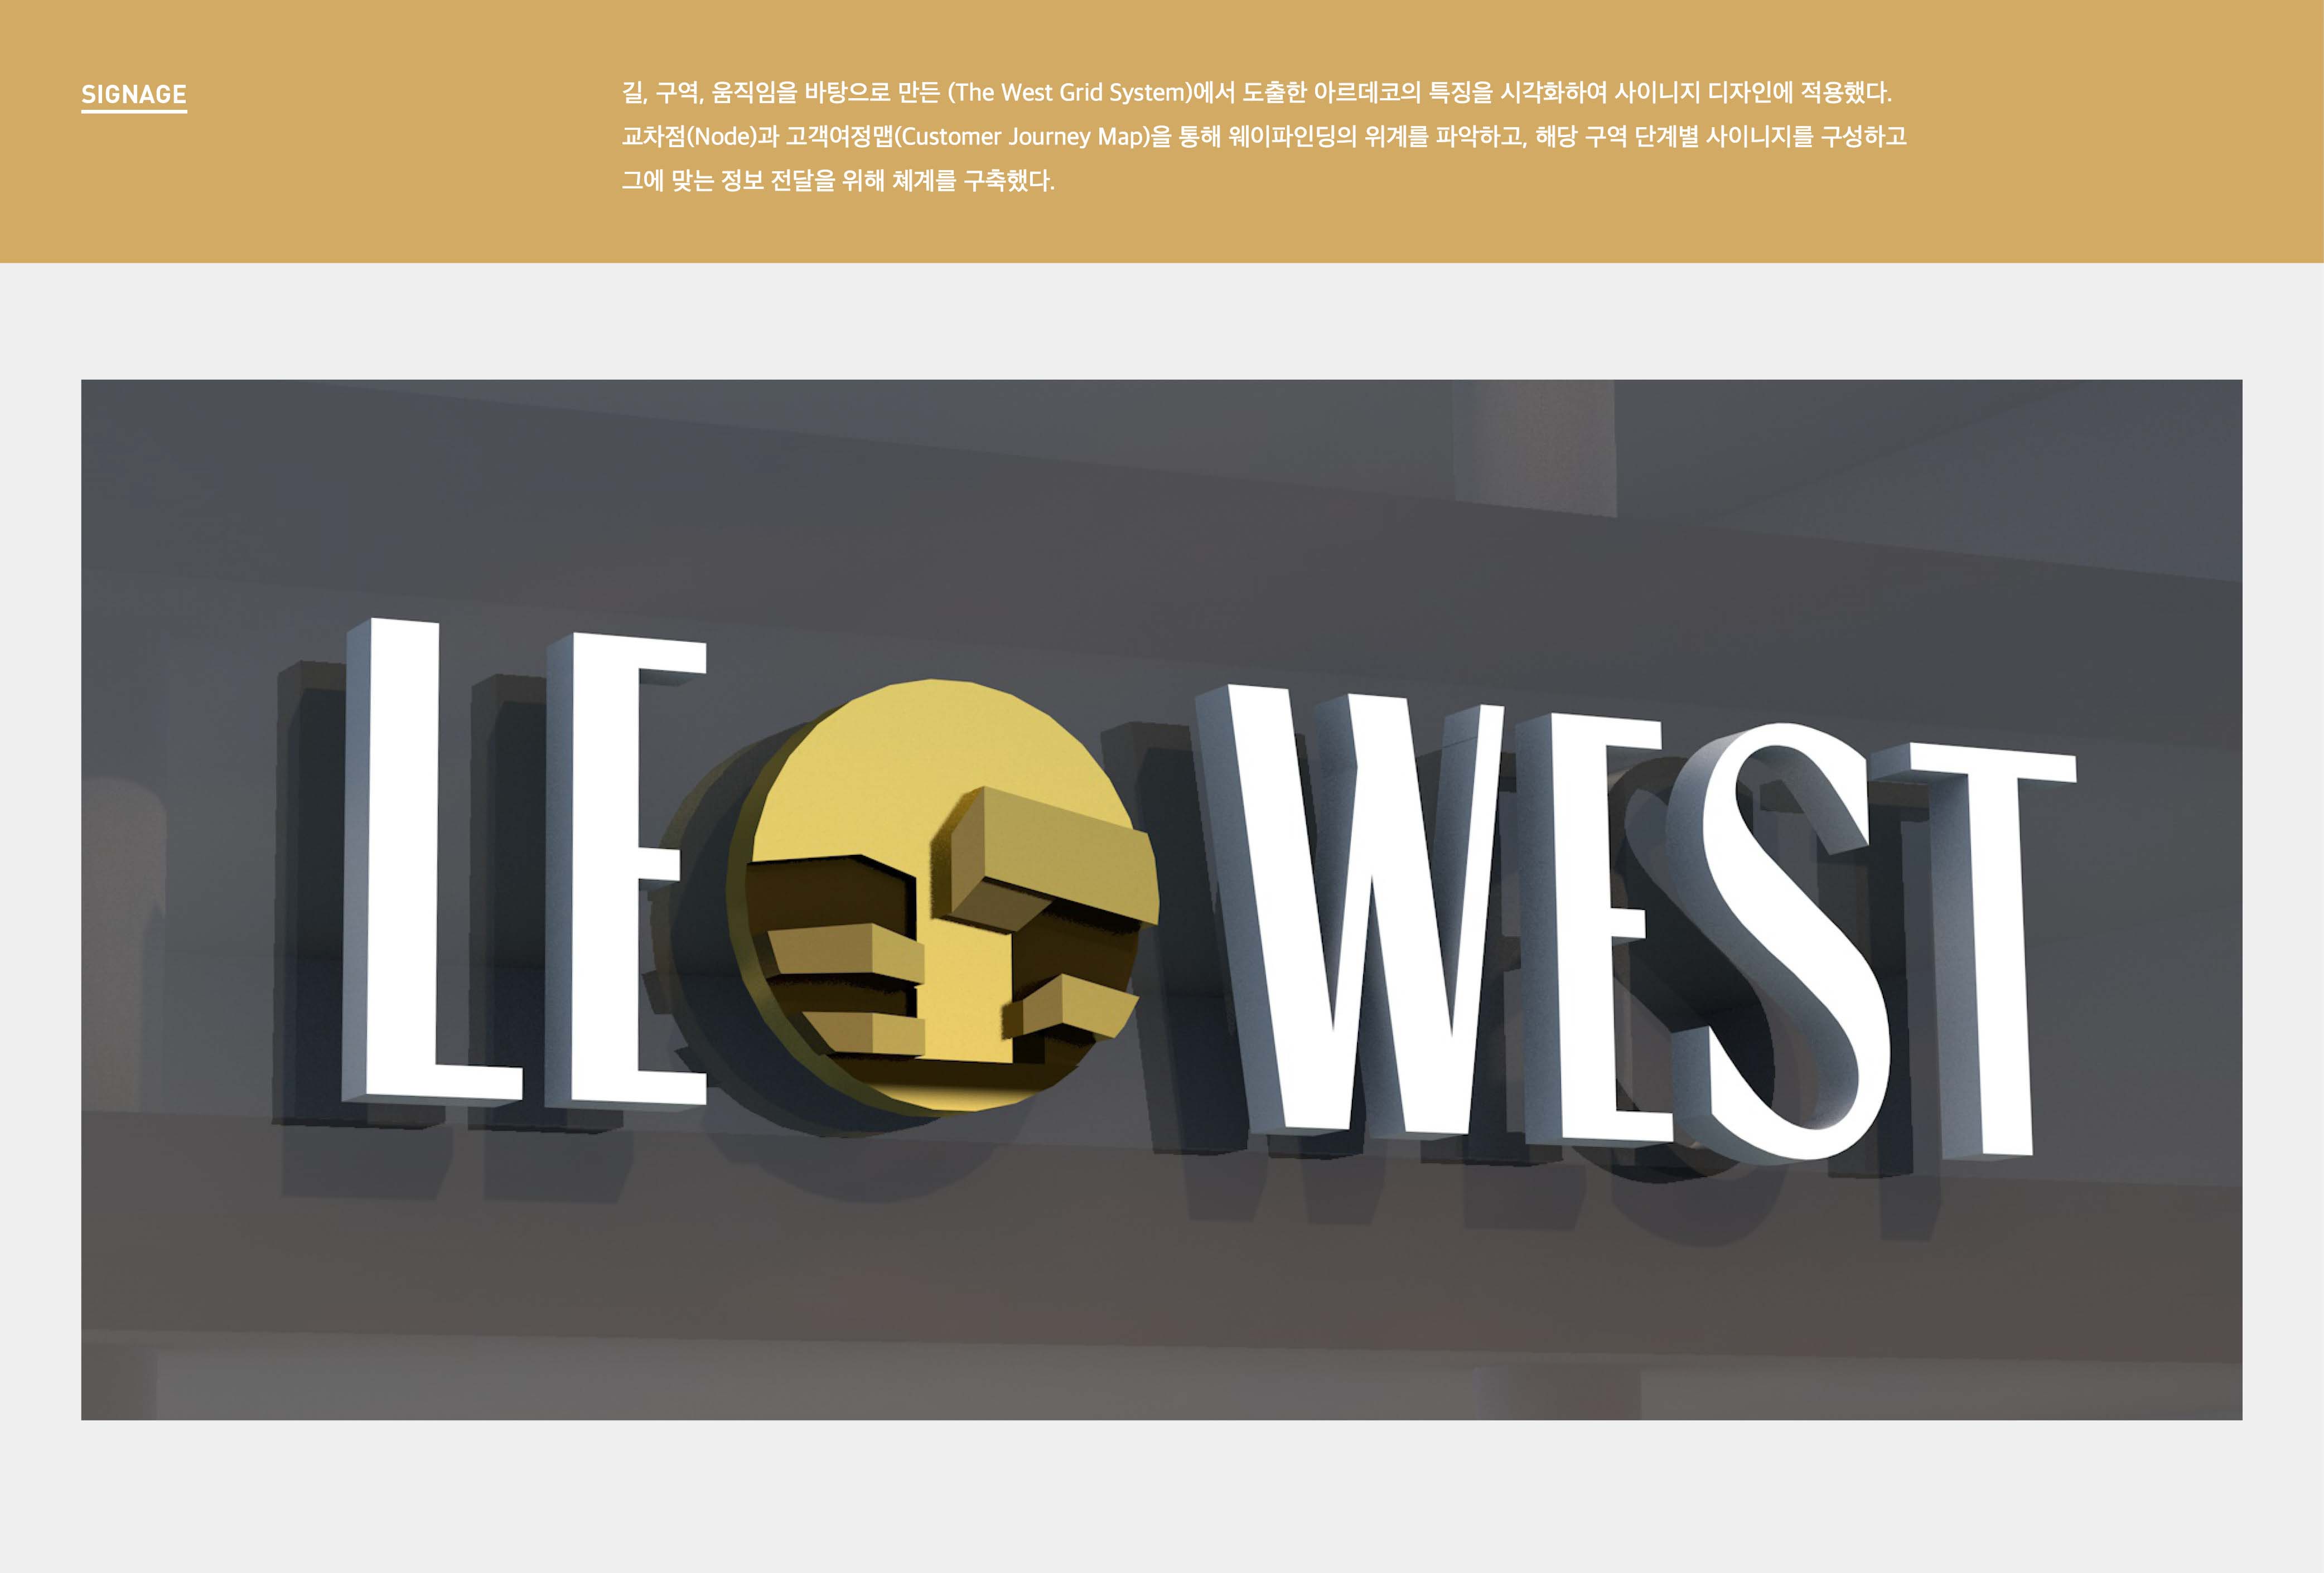 SIGNAGE
길, 구역, 움직임을 바탕으로 만든 (The West Grid System)에서 도출한 아르데코의 특징을 시각화하여 사이니지 디자인에 적용했다.
교차점(Node)과 고객여정맵(Customer Journey Map)을 통해 웨이파인딩의 위계를 파악하고, 해당 구역 단계별 사이니지를 구성하고
그에 맞는 정보 전달을 위해 체계를 구축했다.
LE WEST